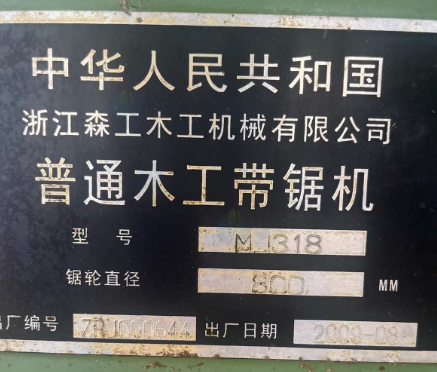 中华人民共和国
浙江森工木工机械有限公司
普通木工带锯机
型号 MJ318
锯轮直径 800 MM
出厂编号 出厂日期